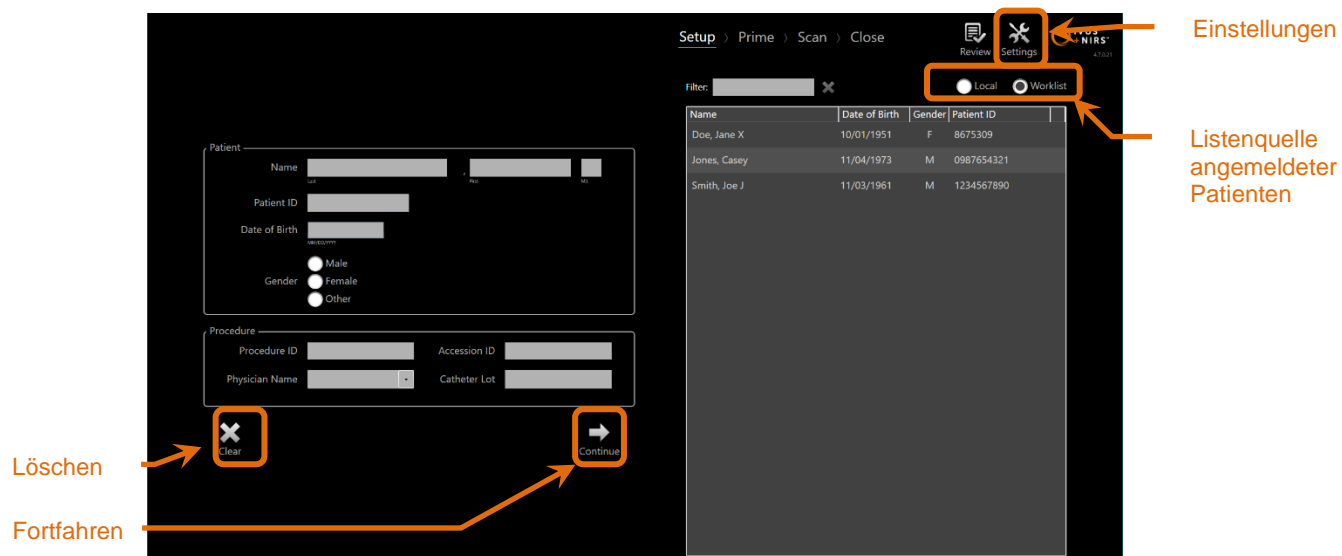 Setup › Prime › Scan › Close
Review
Settings
+NIRS
4.7.0.21
Einstellungen
Filter:
Local
Worklist
Name Date of Birth Gender Patient ID
Doe, Jane X 10/01/1951 F 8675309
Jones, Casey 11/04/1973 M 0987654321
Smith, Joe J 11/03/1961 M 1234567890
Listenquelle
angemeldeter
Patienten
Patient
Name ,
Last First MI
Patient ID
Date of Birth
MM/DD/YYYY
Male
Gender Female
Other
Procedure
Procedure ID Accession ID
Physician Name Catheter Lot
Clear
Continue
Löschen
Fortfahren